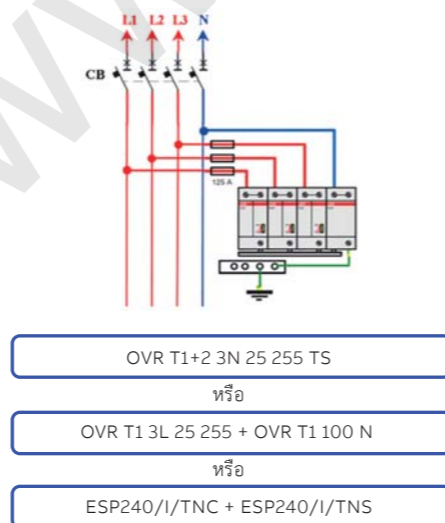 L1 L2 L3 N
CB
125 A
OVR T1+2 3N 25 255 TS
หรือ
OVR T1 3L 25 255 + OVR T1 100 N
หรือ
ESP240/I/TNC + ESP240/I/TNS